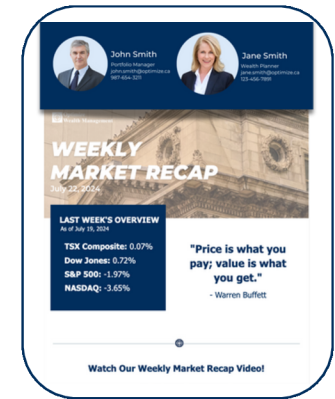 John Smith
Portfolio Manager
john.smith@optimize.ca
987-654-3211
Jane Smith
Wealth Planner
jane.smith@optimize.ca
123-456-7891
Wealth Management
WEEKLY
MARKET RECAP
July 22, 2024
LAST WEEK'S OVERVIEW
As of July 19, 2024
TSX Composite: 0.07%
Dow Jones: 0.72%
S&P 500: -1.97%
NASDAQ: -3.65%
"Price is what you
pay; value is what
you get."
- Warren Buffett
Watch Our Weekly Market Recap Video!